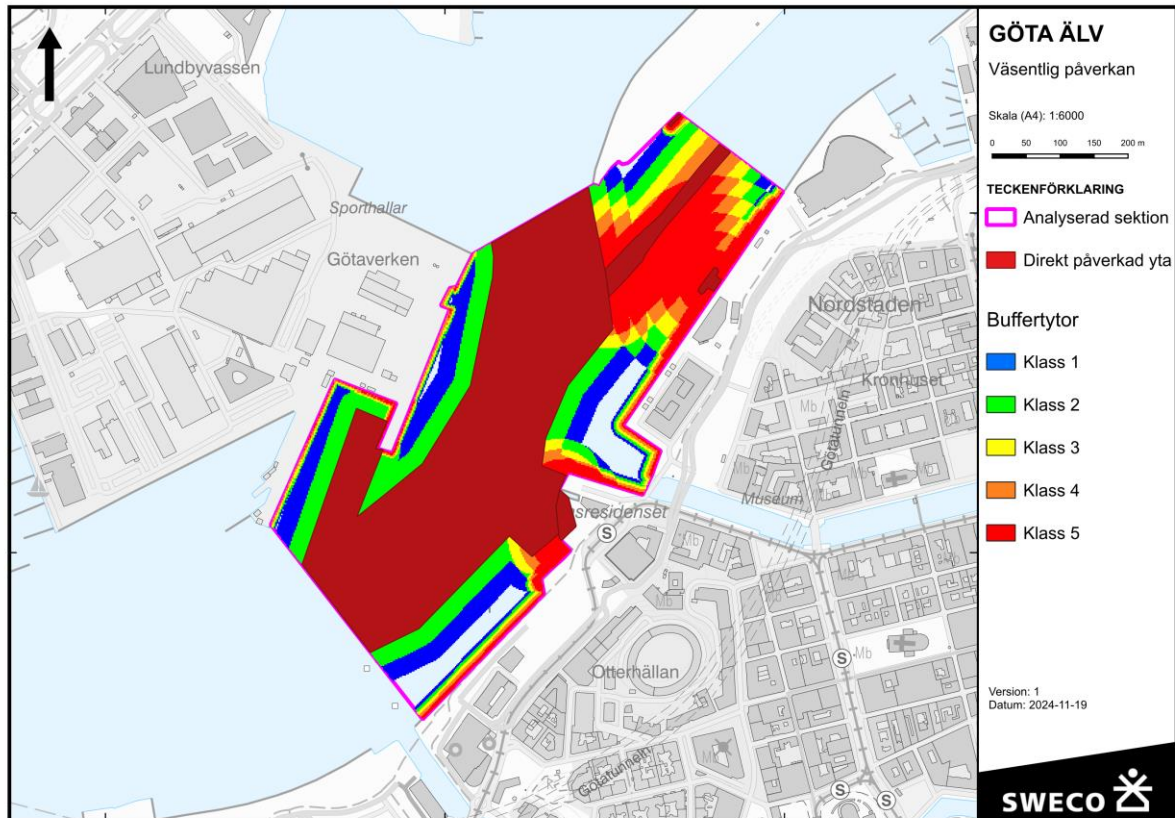 Lundbyvassen
Sporthallar
Götaverken
Nordstaden
Kronhuset
Mb
Götatunneln
Mb
Mb
Museum
sresidenset
S
Mb
Mb
Mb
Otterhällan
S
Mb
Götatunneln
S
S
GÖTA ÄLV
Väsentlig påverkan
Skala (A4): 1:6000
0 50 100 200 m
TECKENFÖRKLARING
Analyserad sektion
Direkt påverkad yta
Buffertytor
Klass 1
Klass 2
Klass 3
Klass 4
Klass 5
Version: 1
Datum: 2024-11-19
SWECO